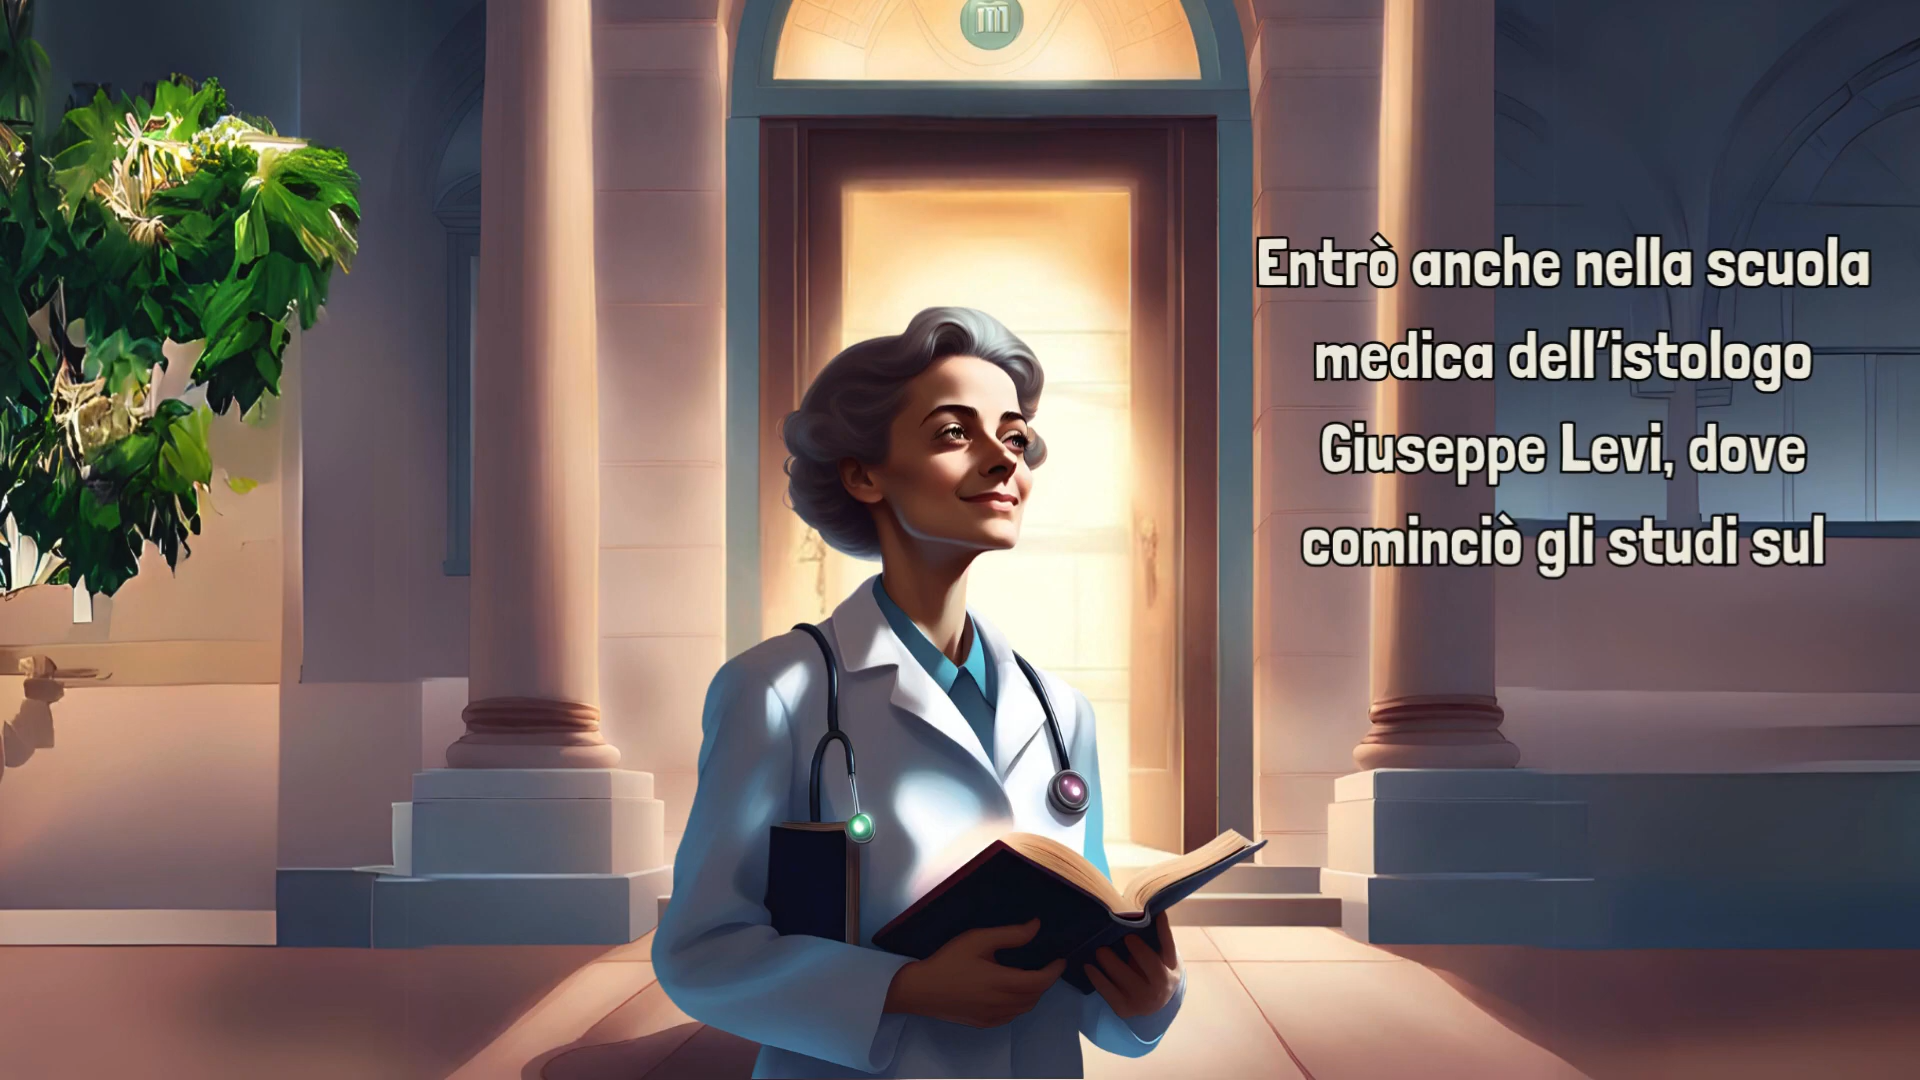 m
Entrò anche nella scuola
medica dell'istologo
Giuseppe Levi, dove
cominciò gli studi sul